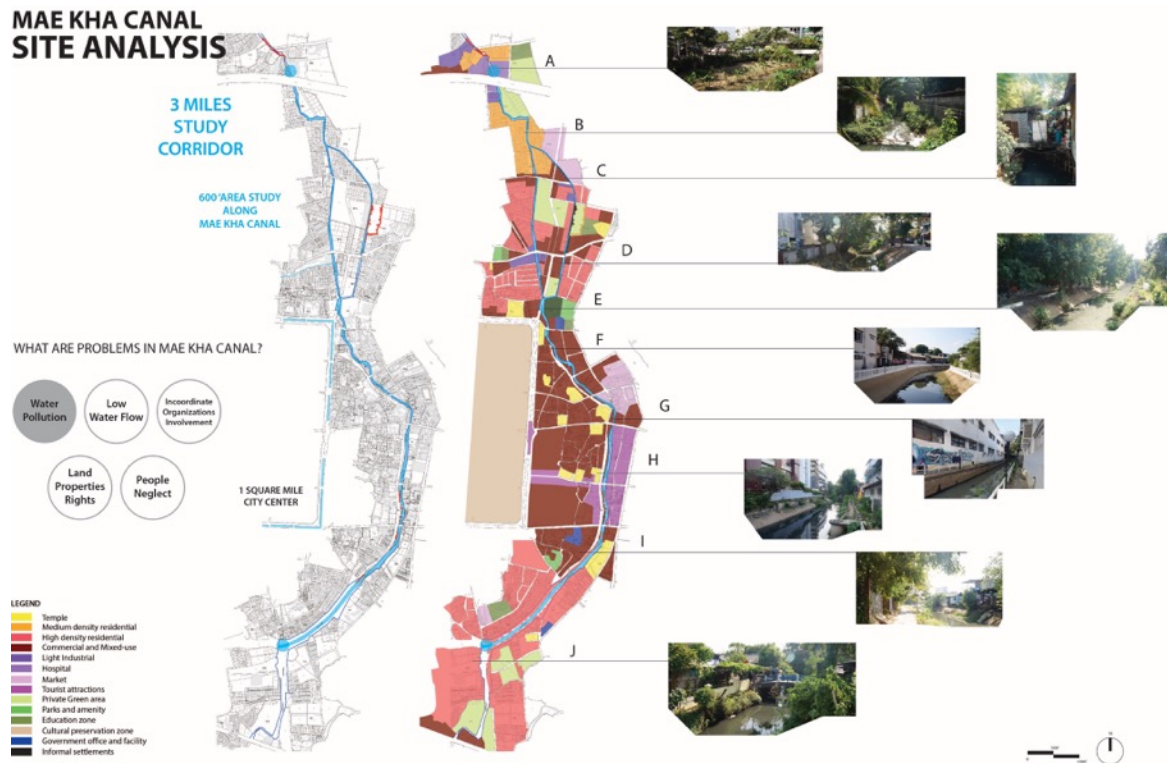 MAE KHA CANAL
SITE ANALYSIS
3 MILES
STUDY
CORRIDOR
600 'AREA STUDY
ALONG
MAE KHA CANAL
WHAT ARE PROBLEMS IN MAE KHA CANAL?
Water
Pollution
Low
Water Flow
Incoordinate
Organizations
Involvement
Land
Properties
Rights
People
Neglect
1 SQUARE MILE
CITY CENTER
A
B
C
D
E
F
G
H
I
J
LEGEND
Temple
Medium density residential
High density residential
Commercial and Mixed-use
Light Industrial
Hospital
Market
Tourist attractions
Private Green area
Parks and amenity
Education zone
Cultural preservation zone
Government office and facility
Informal settlements